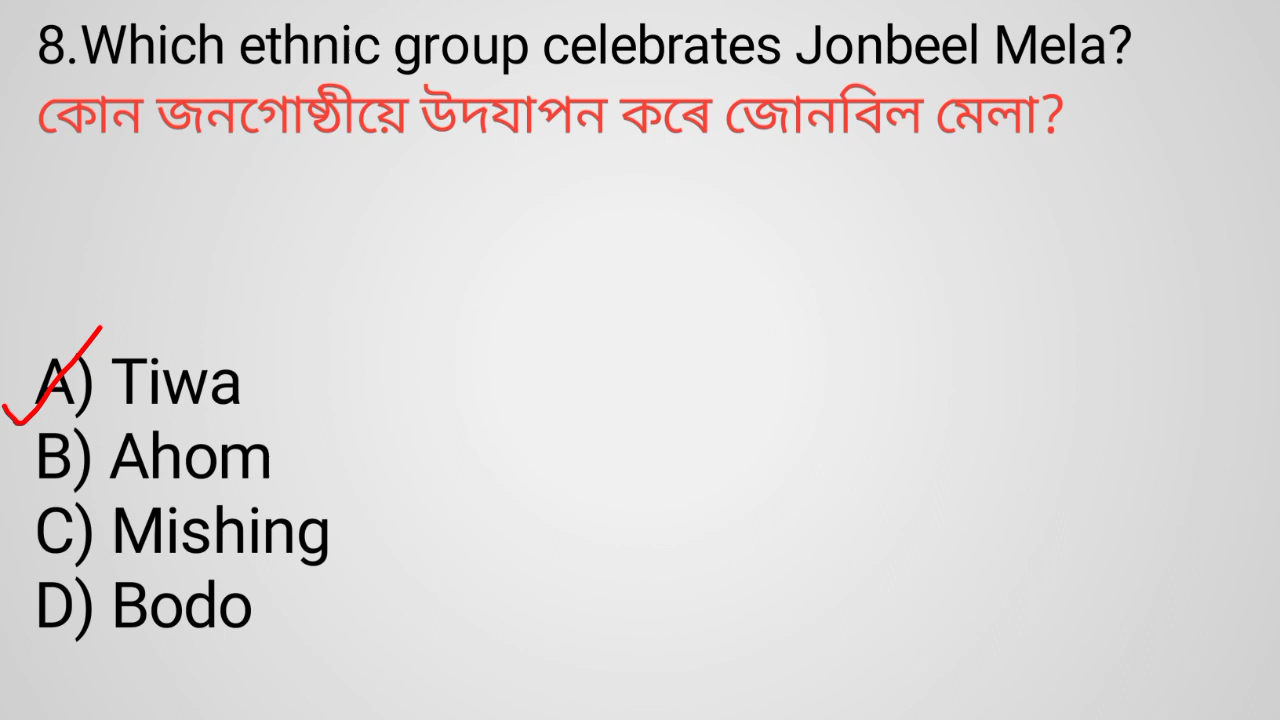 8.Which ethnic group celebrates Jonbeel Mela?
কোন জনগোষ্ঠীয়ে উদযাপন কৰে জোনবিল মেলা?
A) Tiwa
B) Ahom
C) Mishing
D) Bodo